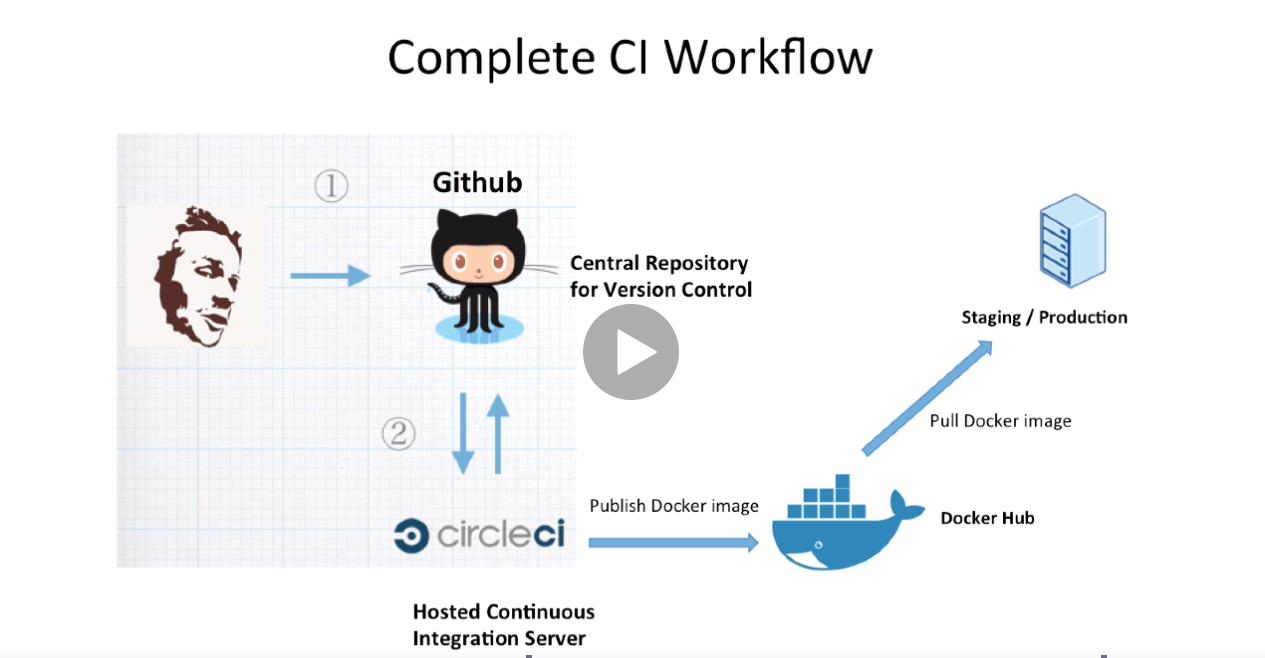 Complete CI Workflow
①
Github
Central Repository
for Version Control
Staging / Production
Pull Docker image
②
Publish Docker image
circleci
Docker Hub
Hosted Continuous
Integration Server